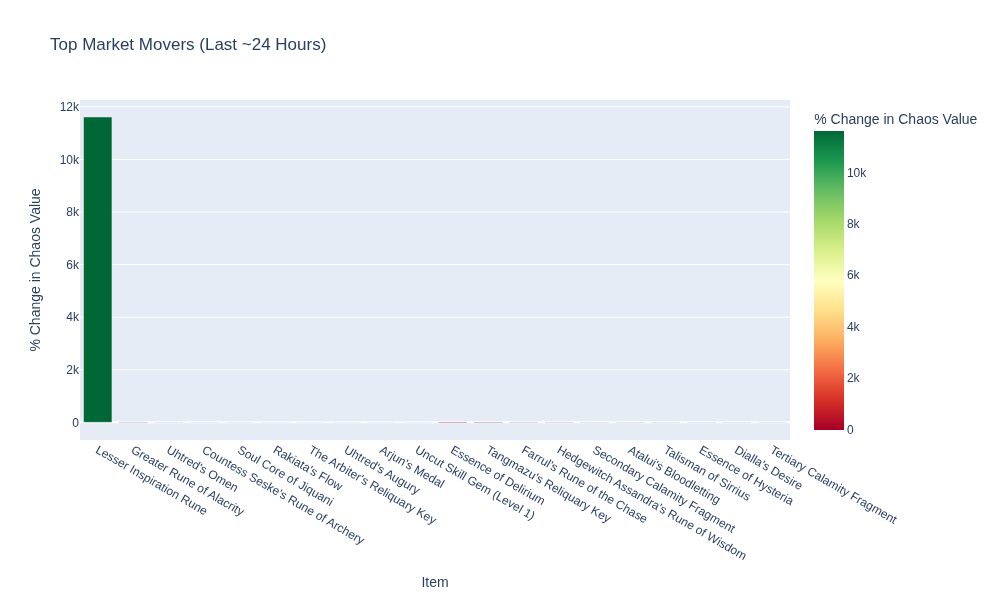 Top Market Movers (Last ~24 Hours)
% Change in Chaos Value
12k
10k
8k
6k
4k
2k
0
Lesser Inspiration Rune
Greater Rune of Alacrity
Uhtred's Omen
Countess Seske's Rune of Archery
Soul Core of Jiquani
Rakiata's Flow
The Arbiter's Reliquary Key
Uhtred's Augury
Arjun's Medal
Uncut Skill Gem (Level 1)
Essence of Delirium
Tangmazu's Reliquary Key
Farrul's Rune of the Chase
Hedgewitch Assandra's Rune of Wisdom
Secondary Calamity Fragment
Atalui's Bloodletting
Talisman of Sirrius
Essence of Hysteria
Dialla's Desire
Tertiary Calamity Fragment
Item
% Change in Chaos Value
10k
8k
6k
4k
2k
0